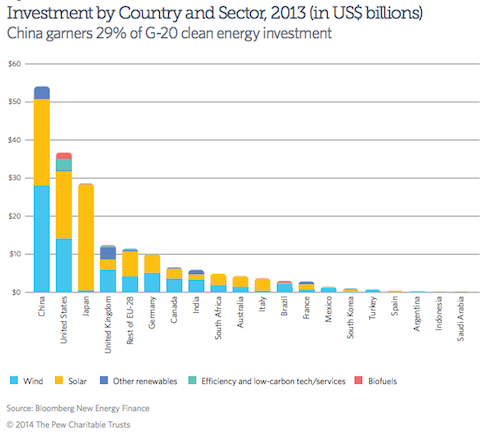 Investment by Country and Sector, 2013 (in US$ billions)
China garners 29% of G-20 clean energy investment
$60
$50
$40
$30
$20
$10
$0
China
United States
Japan
United Kingdom
Rest of EU-28
Germany
Canada
India
South Africa
Australia
Italy
Brazil
France
Mexico
South Korea
Turkey
Spain
Argentina
Indonesia
Saudi Arabia
Wind Solar Other renewables Efficiency and low-carbon tech/services Biofuels
Source: Bloomberg New Energy Finance
© 2014 The Pew Charitable Trusts